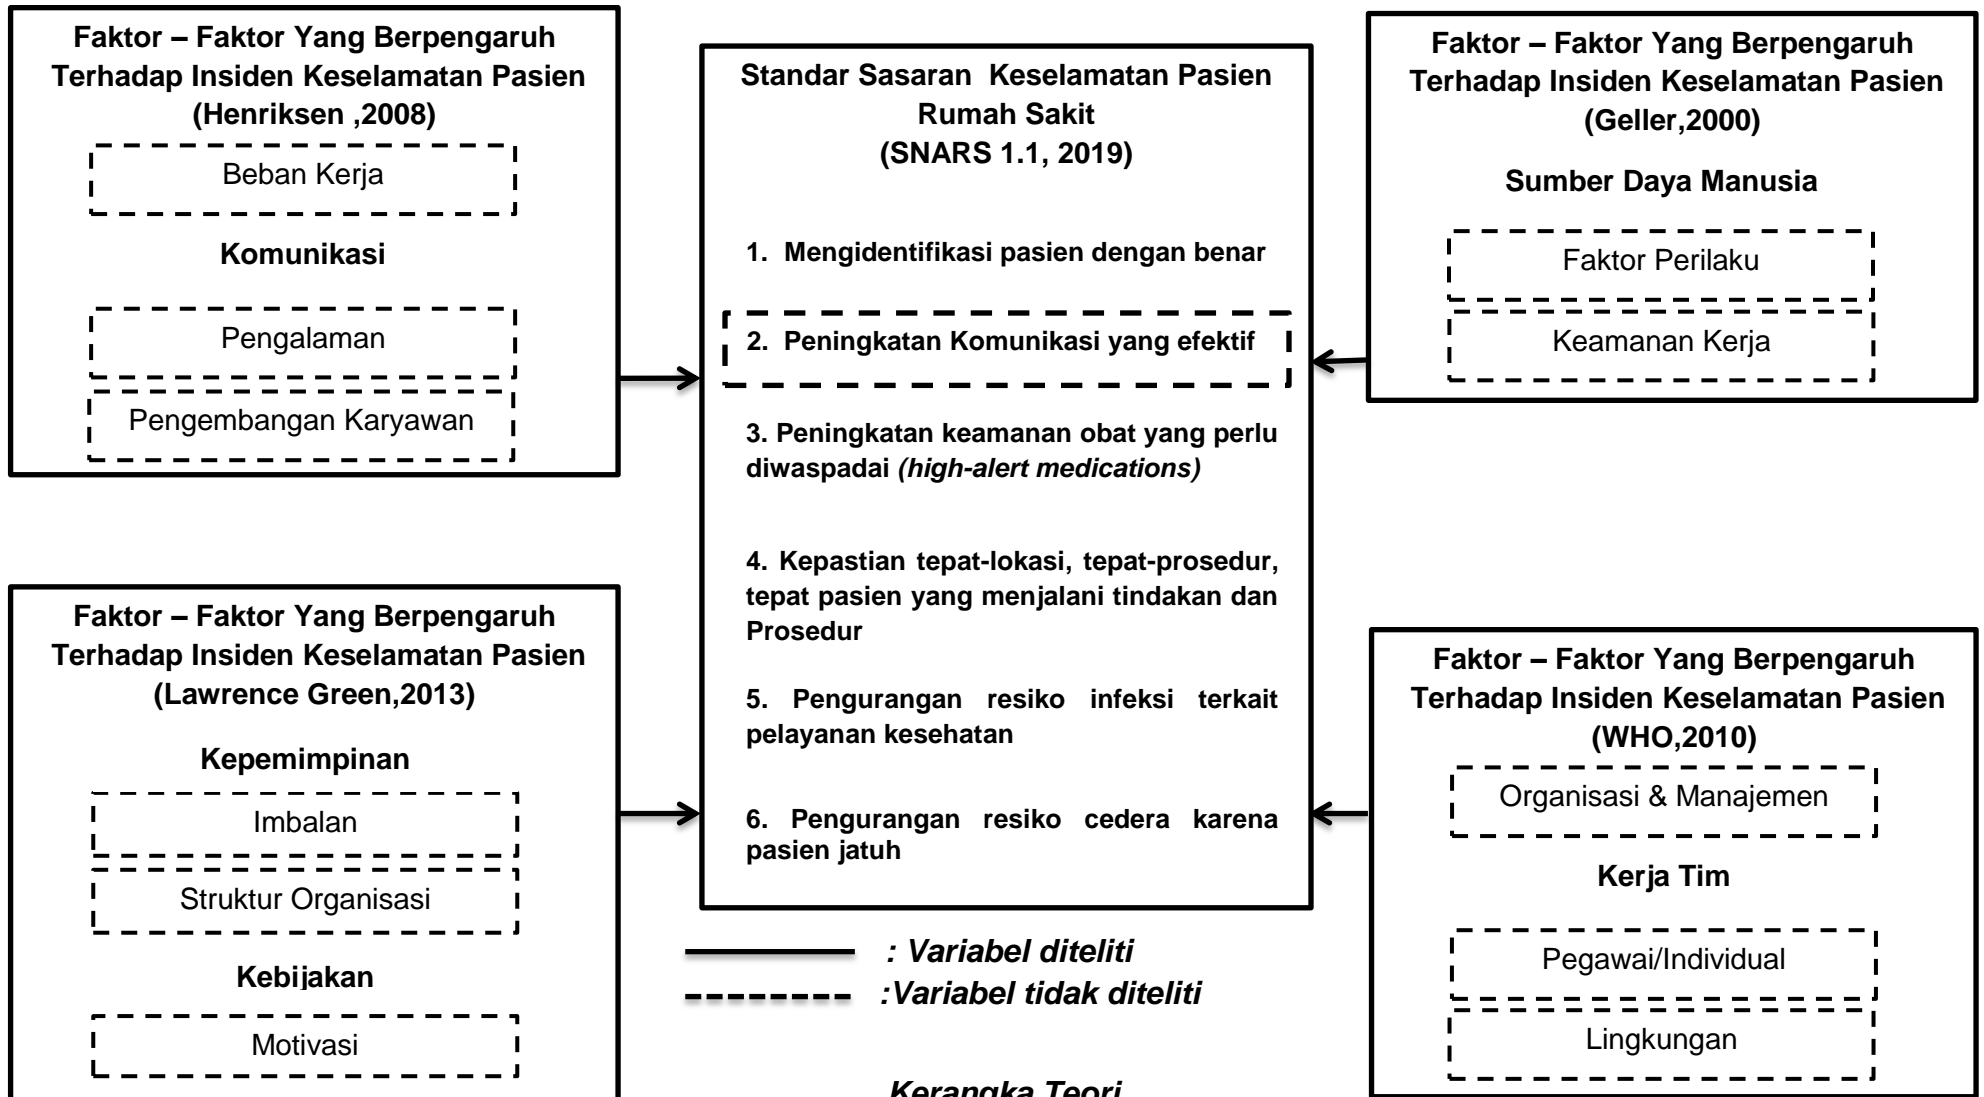 Faktor – Faktor Yang Berpengaruh
Terhadap Insiden Keselamatan Pasien
(Henriksen ,2008)
Beban Kerja
Komunikasi
Pengalaman
Pengembangan Karyawan
Faktor – Faktor Yang Berpengaruh
Terhadap Insiden Keselamatan Pasien
(Lawrence Green,2013)
Kepemimpinan
Imbalan
Struktur Organisasi
Kebijakan
Motivasi
Standar Sasaran Keselamatan Pasien
Rumah Sakit
(SNARS 1.1, 2019)
1. Mengidentifikasi pasien dengan benar
2. Peningkatan Komunikasi yang efektif
3. Peningkatan keamanan obat yang perlu
diwaspadai (high-alert medications)
4. Kepastian tepat-lokasi, tepat-prosedur,
tepat pasien yang menjalani tindakan dan
Prosedur
5. Pengurangan resiko infeksi terkait
pelayanan kesehatan
6. Pengurangan resiko cedera karena
pasien jatuh
: Variabel diteliti
:Variabel tidak diteliti
Kerangka Teori
Faktor – Faktor Yang Berpengaruh
Terhadap Insiden Keselamatan Pasien
(Geller,2000)
Sumber Daya Manusia
Faktor Perilaku
Keamanan Kerja
Faktor – Faktor Yang Berpengaruh
Terhadap Insiden Keselamatan Pasien
(WHO,2010)
Organisasi & Manajemen
Kerja Tim
Pegawai/Individual
Lingkungan